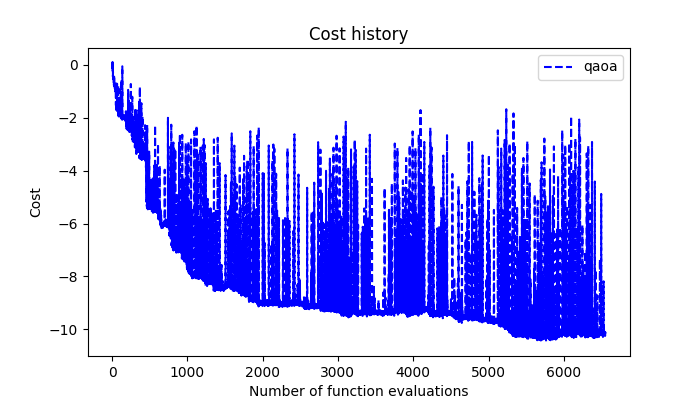 Cost history
qaoa
0
−2
−4
−6
−8
−10
Cost
0 1000 2000 3000 4000 5000 6000
Number of function evaluations